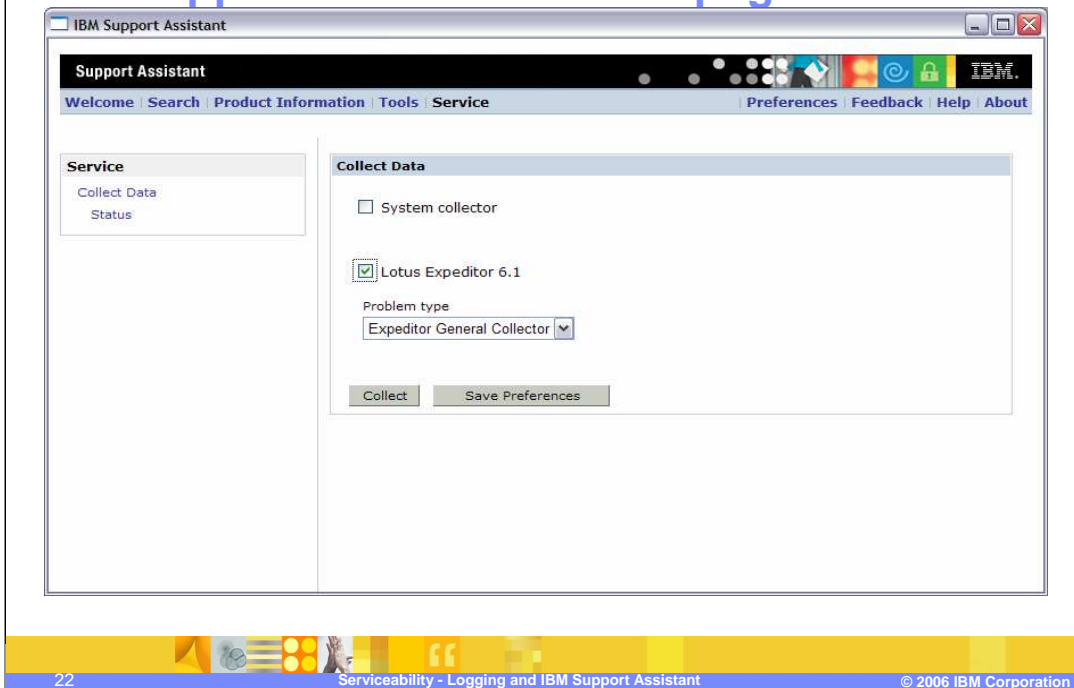 IBM Support Assistant
Support Assistant
IBM.
Welcome Search Product Information Tools Service Preferences Feedback Help About
Service
Collect Data
Status
Collect Data
System collector
Lotus Expeditor 6.1
Problem type
Expeditor General Collector
Collect Save Preferences
22 Serviceability - Logging and IBM Support Assistant © 2006 IBM Corporation